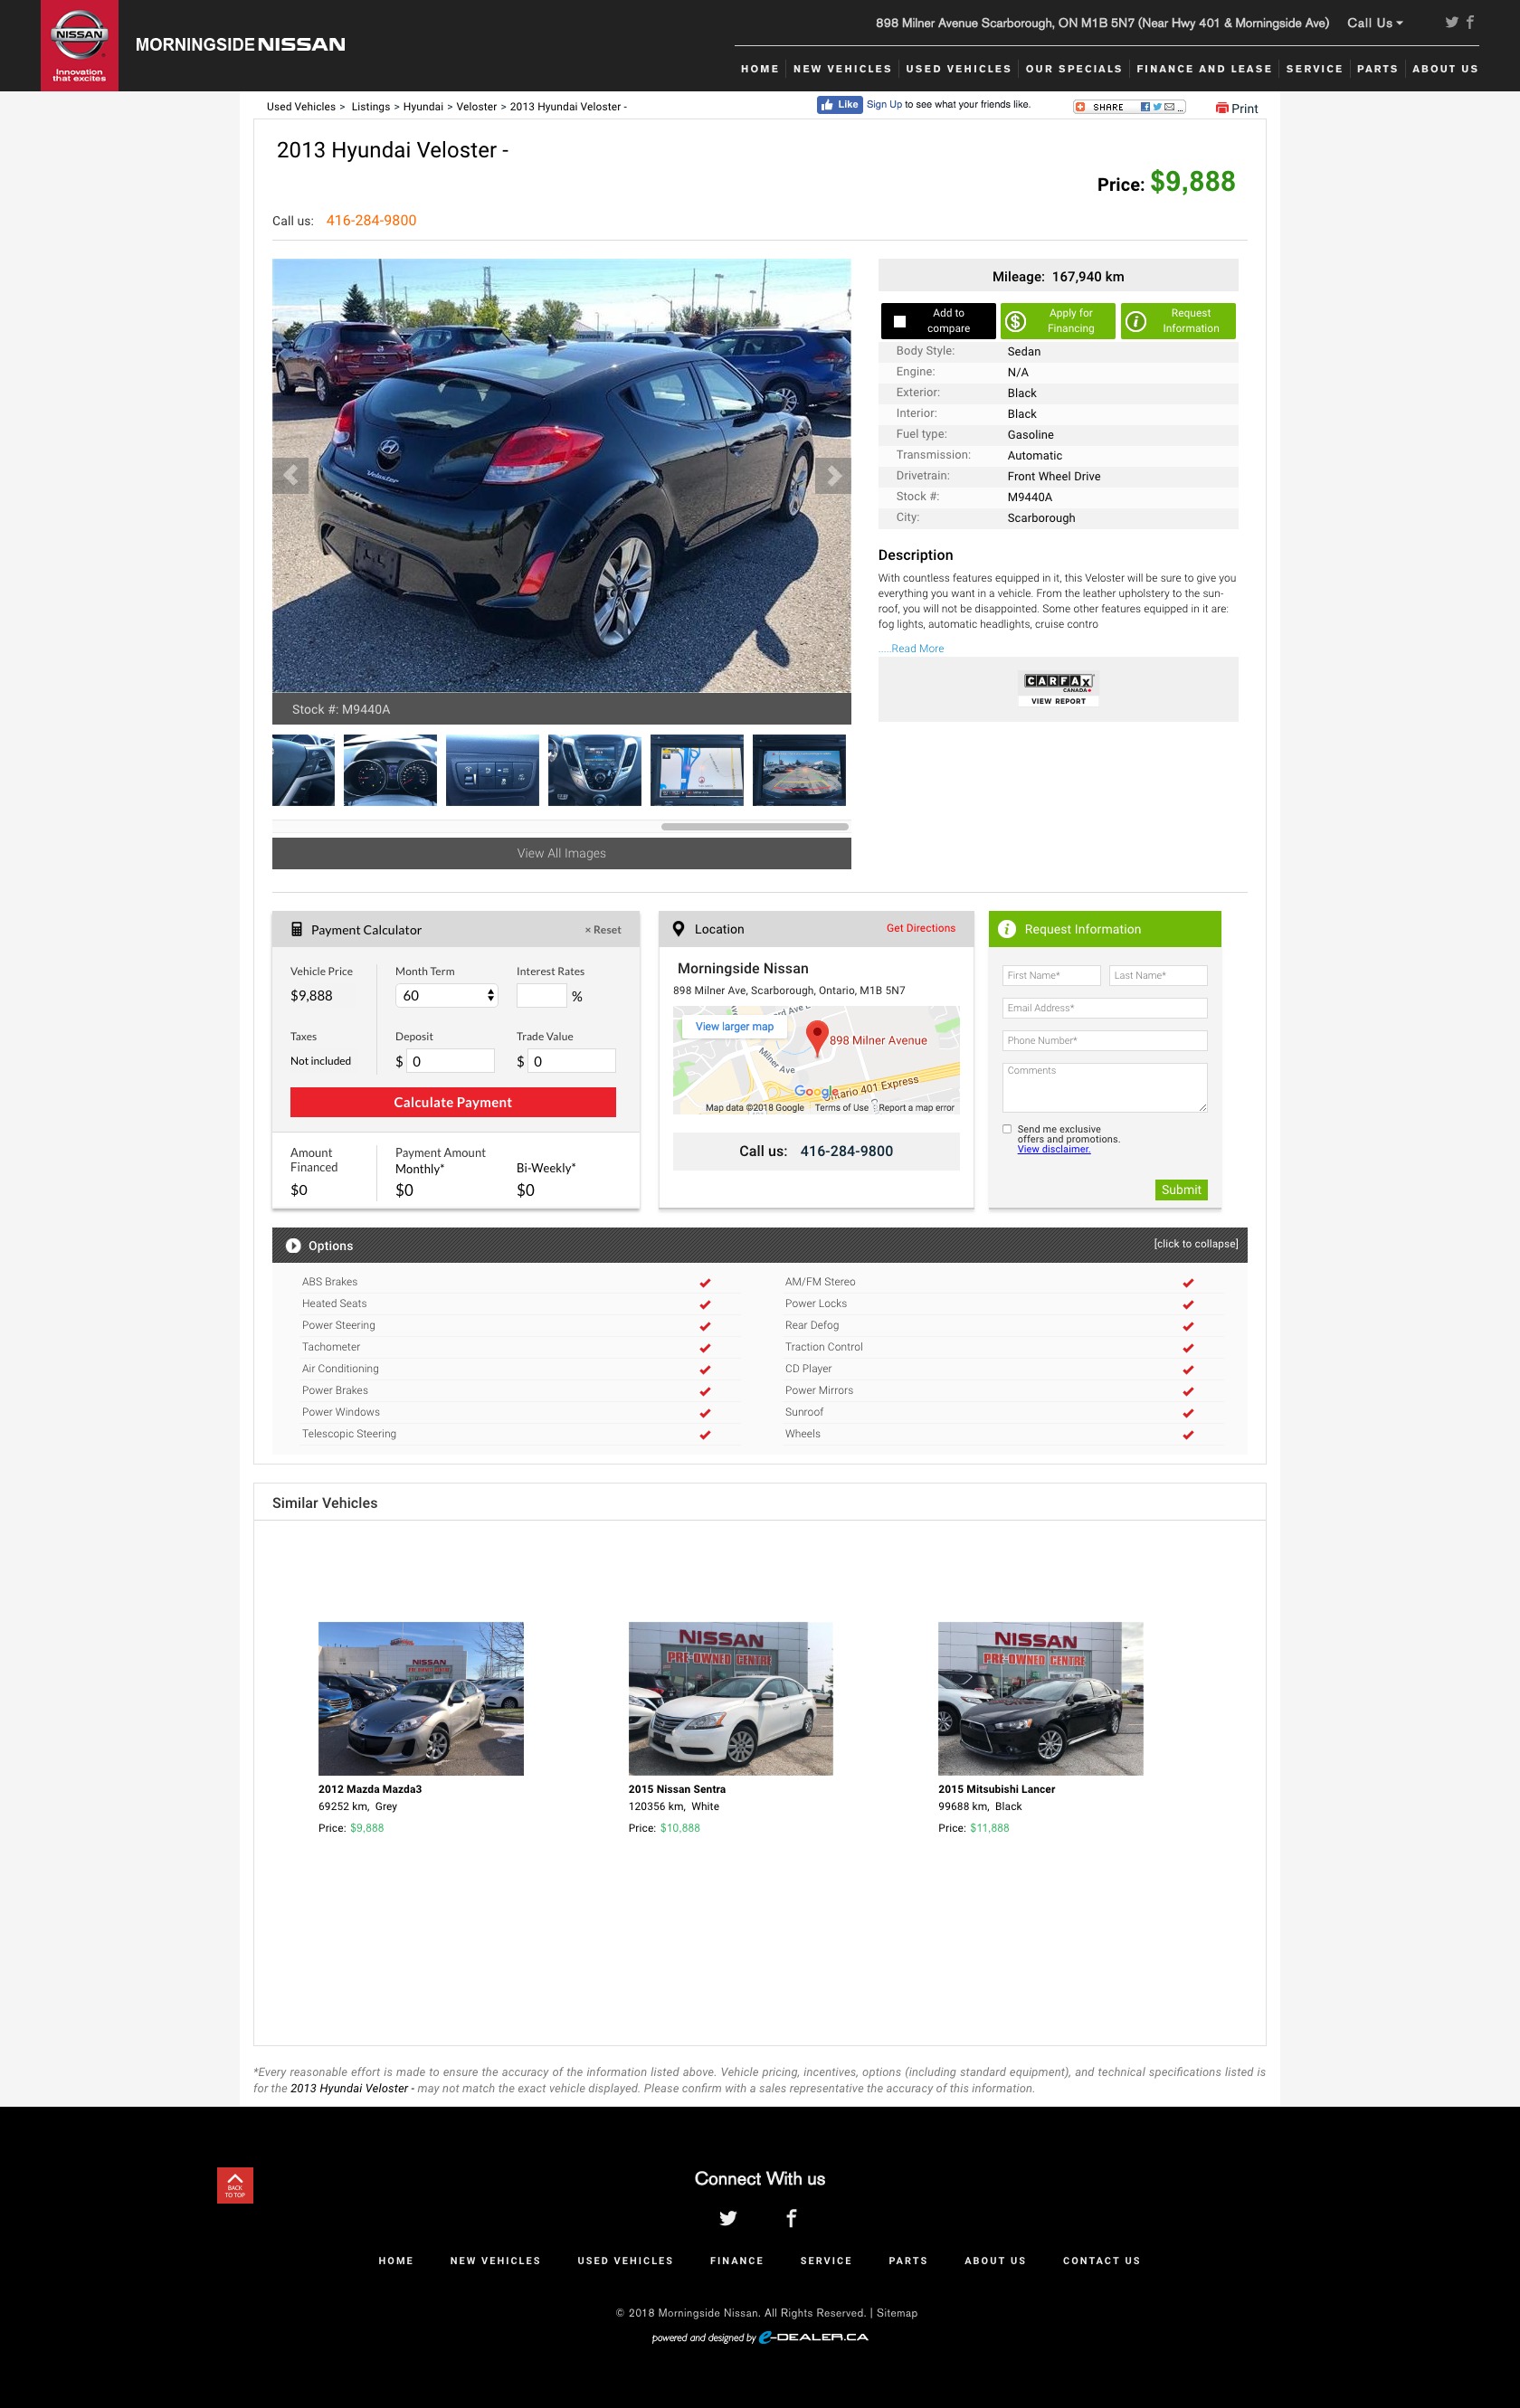 NISSAN
Innovation
that excites
MORNINGSIDE NISSAN
898 Milner Avenue Scarborough, ON M1B 5N7 (Near Hwy 401 & Morningside Ave)
Call Us
HOME
NEW VEHICLES
USED VEHICLES
OUR SPECIALS
FINANCE AND LEASE
SERVICE
PARTS
ABOUT US
Used Vehicles > Listings > Hyundai > Veloster > 2013 Hyundai Veloster -
Like
Sign Up to see what your friends like.
SHARE
Print
2013 Hyundai Veloster -
Price: $9,888
Call us: 416-284-9800
Veloster
Stock #: M9440A
View All Images
Mileage: 167,940 km
Add to
compare
Apply for
Financing
Request
Information
Body Style: Sedan
Engine: N/A
Exterior: Black
Interior: Black
Fuel type: Gasoline
Transmission: Automatic
Drivetrain: Front Wheel Drive
Stock #: M9440A
City: Scarborough
Description
With countless features equipped in it, this Veloster will be sure to give you
everything you want in a vehicle. From the leather upholstery to the sun-
roof, you will not be disappointed. Some other features equipped in it are:
fog lights, automatic headlights, cruise contro
.....Read More
CARFAX
CANADA
VIEW REPORT
Payment Calculator
× Reset
Vehicle Price
$9,888
Month Term
60
Interest Rates
%
Taxes
Not included
Deposit
$ 0
Trade Value
$ 0
Calculate Payment
Amount
Financed
$0
Payment Amount
Monthly*
$0
Bi-Weekly*
$0
Location
Get Directions
Morningside Nissan
898 Milner Ave, Scarborough, Ontario, M1B 5N7
View larger map
898 Milner Avenue
Milner Ave
Google
Ontario 401 Express
Map data ©2018 Google
Terms of Use
Report a map error
Call us: 416-284-9800
Request Information
First Name*
Last Name*
Email Address*
Phone Number*
Comments
Send me exclusive
offers and promotions.
View disclaimer.
Submit
Options
[click to collapse]
ABS Brakes
AM/FM Stereo
Heated Seats
Power Locks
Power Steering
Rear Defog
Tachometer
Traction Control
Air Conditioning
CD Player
Power Brakes
Power Mirrors
Power Windows
Sunroof
Telescopic Steering
Wheels
Similar Vehicles
NISSAN
PRE-OWNED CENTRE
NISSAN
PRE-OWNED CENTRE
NISSAN
PRE-OWNED CENTRE
2012 Mazda Mazda3
69252 km, Grey
Price: $9,888
2015 Nissan Sentra
120356 km, White
Price: $10,888
2015 Mitsubishi Lancer
99688 km, Black
Price: $11,888
*Every reasonable effort is made to ensure the accuracy of the information listed above. Vehicle pricing, incentives, options (including standard equipment), and technical specifications listed is
for the 2013 Hyundai Veloster - may not match the exact vehicle displayed. Please confirm with a sales representative the accuracy of this information.
BACK
TO TOP
Connect With us
HOME
NEW VEHICLES
USED VEHICLES
FINANCE
SERVICE
PARTS
ABOUT US
CONTACT US
© 2018 Morningside Nissan. All Rights Reserved. | Sitemap
powered and designed by e-DEALER.CA